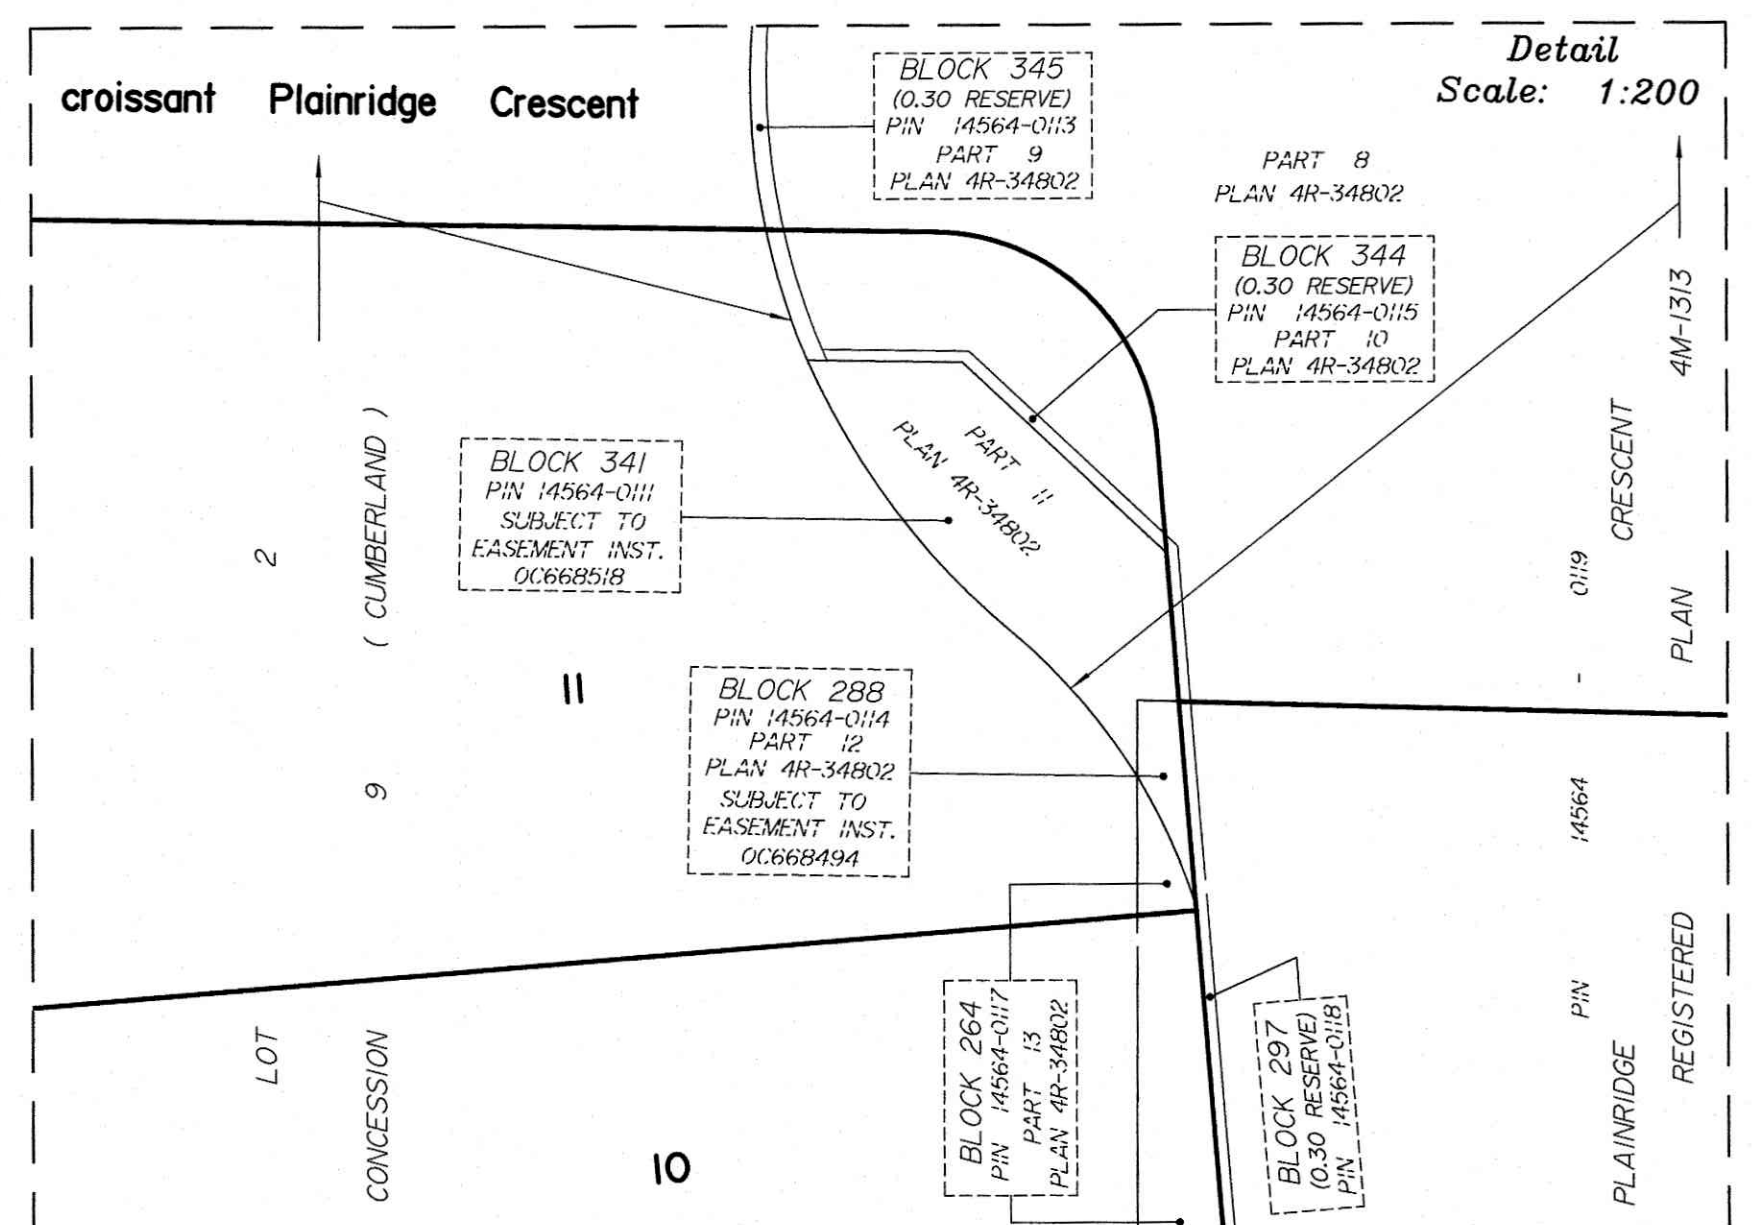 Detail
Scale: 1:200
croissant Plainridge Crescent
BLOCK 345
(0.30 RESERVE)
PIN 14564-0113
PART 9
PLAN 4R-34802
PART 8
PLAN 4R-34802
BLOCK 344
(0.30 RESERVE)
PIN 14564-0115
PART 10
PLAN 4R-34802
PART 11
PLAN 4R-34802
BLOCK 341
PIN 14564-0111
SUBJECT TO
EASEMENT INST.
OC668518
BLOCK 288
PIN 14564-0114
PART 12
PLAN 4R-34802
SUBJECT TO
EASEMENT INST.
OC668494
11
10
BLOCK 264
PIN 14564-0117
PART 13
PLAN 4R-34802
BLOCK 297
(0.30 RESERVE)
PIN 14564-0118
LOT 2
CONCESSION 9 ( CUMBERLAND )
PIN 14564 - 0119
PLAINRIDGE CRESCENT
REGISTERED PLAN 4M-1313